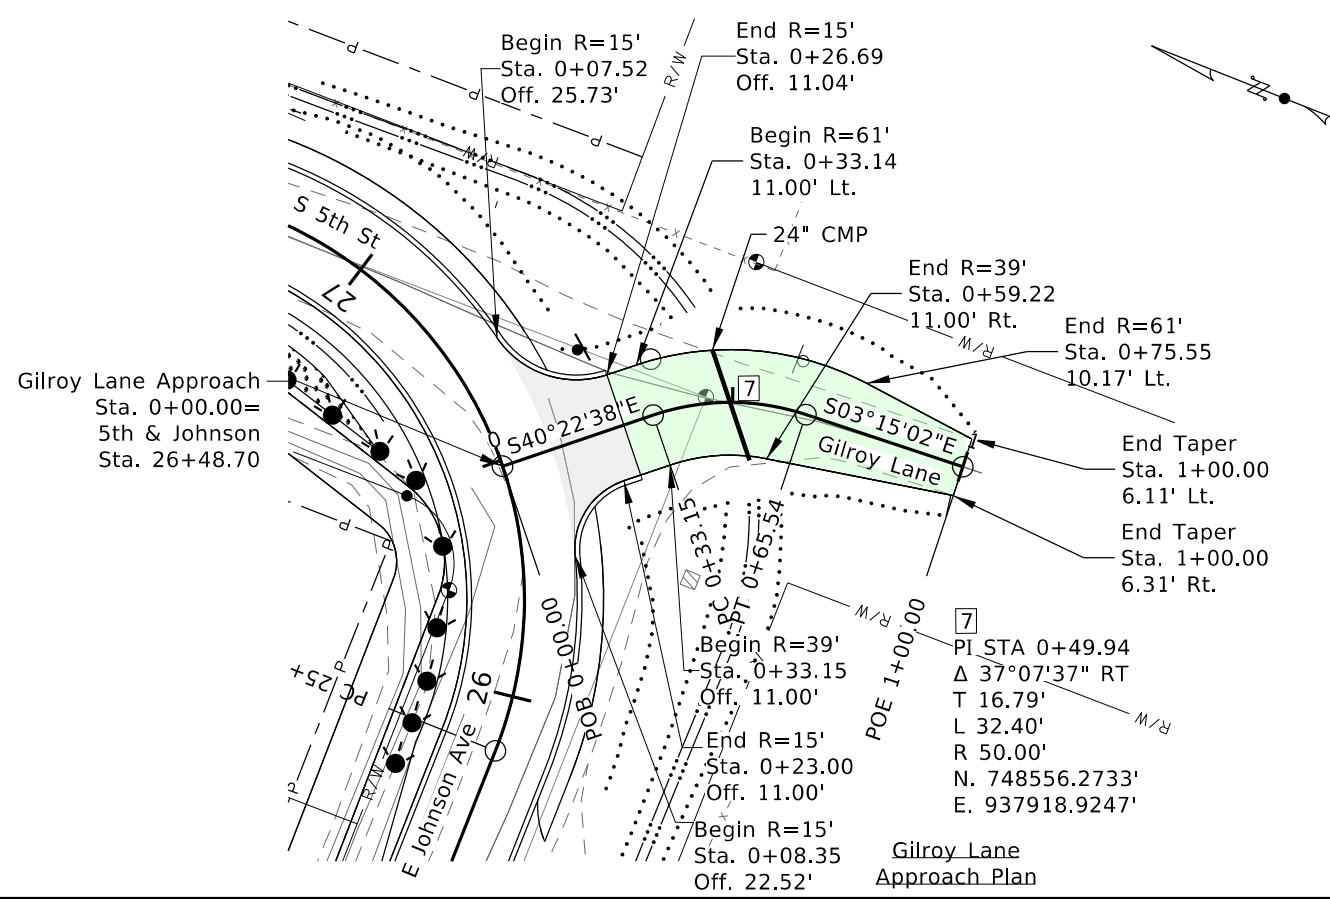 Begin R=15'
Sta. 0+07.52
Off. 25.73'
End R=15'
Sta. 0+26.69
Off. 11.04'
Begin R=61'
Sta. 0+33.14
11.00' Lt.
24" CMP
End R=39'
Sta. 0+59.22
11.00' Rt.
End R=61'
Sta. 0+75.55
10.17' Lt.
End Taper
Sta. 1+00.00
6.11' Lt.
End Taper
Sta. 1+00.00
6.31' Rt.
Gilroy Lane Approach
Sta. 0+00.00=
5th & Johnson
Sta. 26+48.70
P
P
P
P
R/W
R/W
R/W
S 5th St
27
0
S40°22'38"E
7
S03°15'02"E
1
Gilroy Lane
PC 0+33.15
PT 0+65.54
POB 0+00.00
POE 1+00.00
P
P
P
P
PC 25+
26
E Johnson Ave
R/W
R/W
R/W
Begin R=39'
Sta. 0+33.15
Off. 11.00'
End R=15'
Sta. 0+23.00
Off. 11.00'
Begin R=15'
Sta. 0+08.35
Off. 22.52'
7
PI STA 0+49.94
Δ 37°07'37" RT
T 16.79'
L 32.40'
R 50.00'
N. 748556.2733'
E. 937918.9247'
Gilroy Lane
Approach Plan